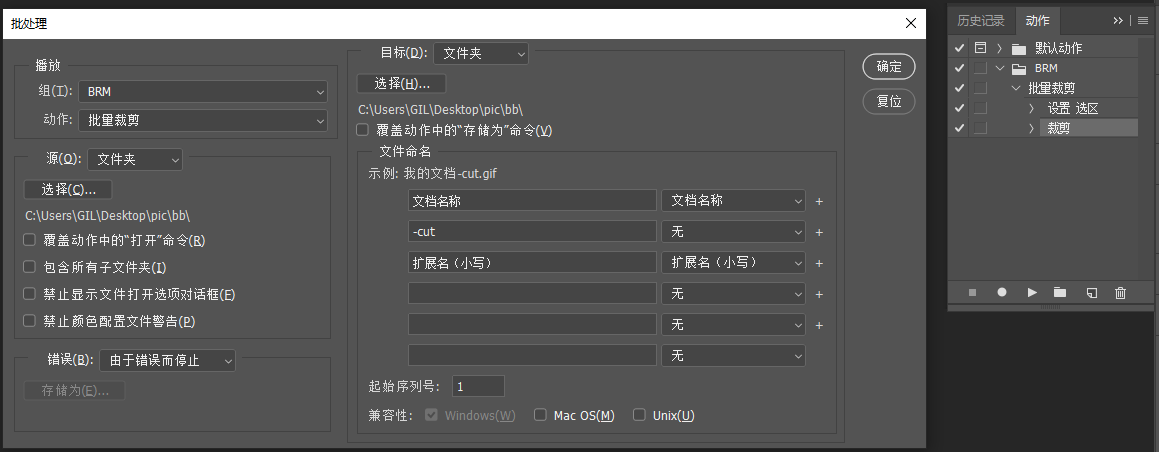 批处理
播放
组(T): BRM
动作: 批量裁剪
源(O): 文件夹
选择(C)...
C:\Users\GIL\Desktop\pic\bb\
覆盖动作中的“打开”命令(R)
包含所有子文件夹(I)
禁止显示文件打开选项对话框(F)
禁止颜色配置文件警告(P)
错误(B): 由于错误而停止
存储为(E)...
目标(D): 文件夹
选择(H)...
C:\Users\GIL\Desktop\pic\bb\
覆盖动作中的“存储为”命令(V)
文件命名
示例: 我的文档-cut.gif
文档名称 文档名称 +
-cut 无 +
扩展名（小写） 扩展名（小写） +
无 +
无 +
无
起始序列号: 1
兼容性: Windows(W) Mac OS(M) Unix(U)
确定
复位
历史记录 动作
默认动作
BRM
批量裁剪
设置 选区
裁剪